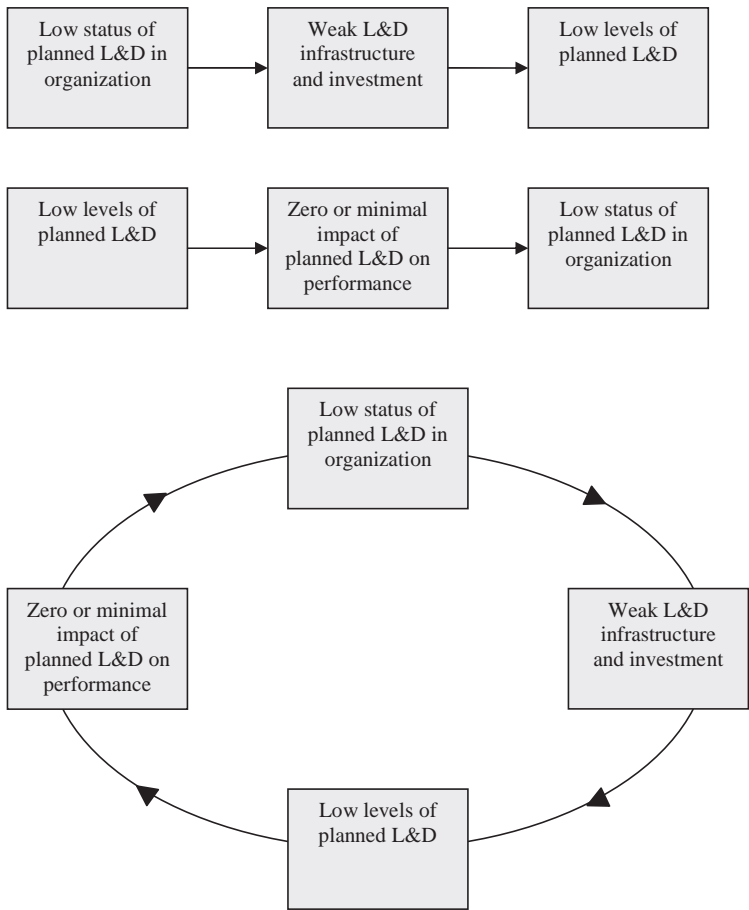 Low status of
planned L&D in
organization
Weak L&D
infrastructure
and investment
Low levels of
planned L&D
Low levels of
planned L&D
Zero or minimal
impact of
planned L&D on
performance
Low status of
planned L&D in
organization
Low status of
planned L&D in
organization
Zero or minimal
impact of
planned L&D on
performance
Weak L&D
infrastructure
and investment
Low levels of
planned L&D